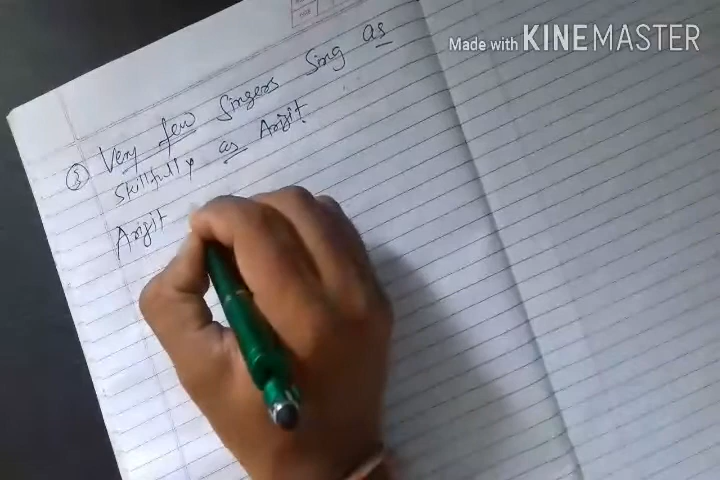 Made with KINEMASTER
③ Very few Singers Sing as
Skillfully as Arijit
Arijit